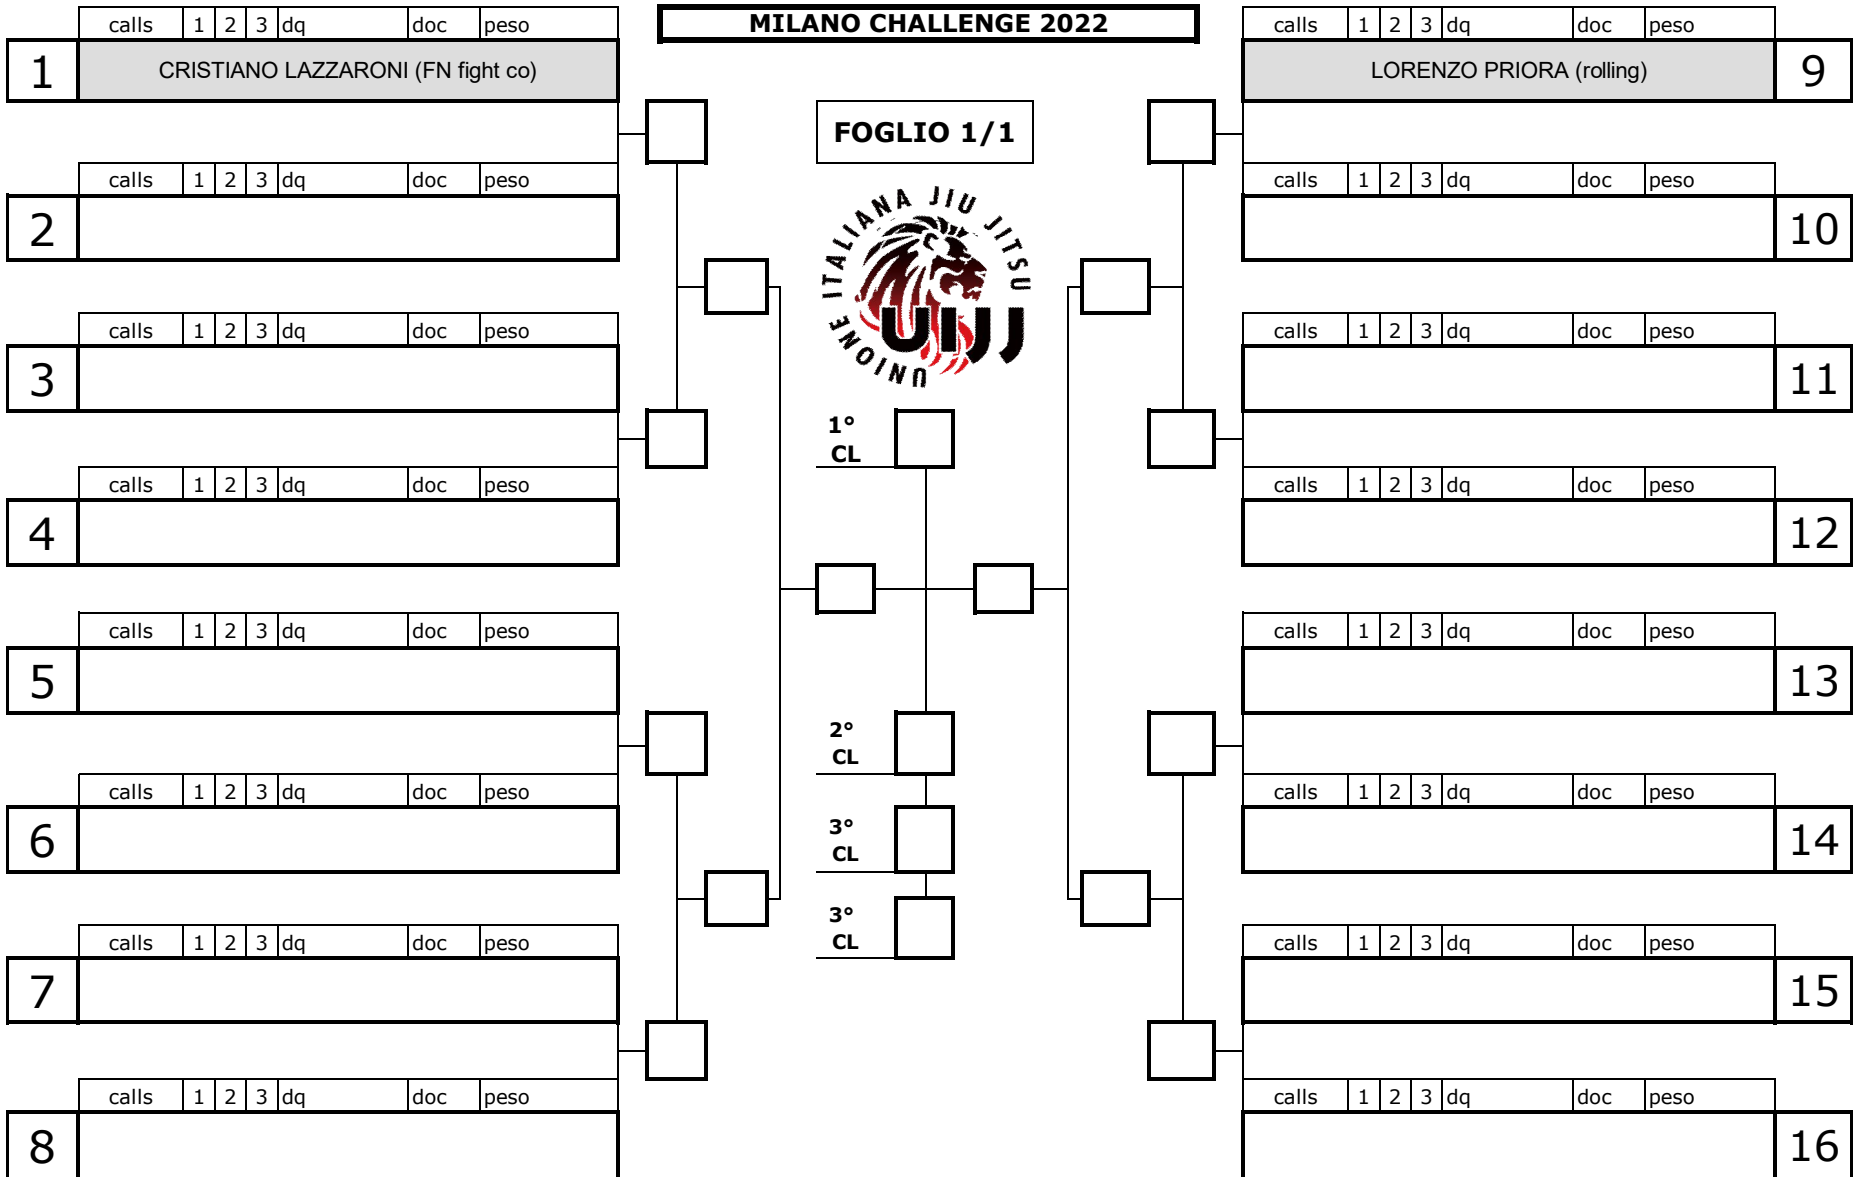 MILANO CHALLENGE 2022
FOGLIO 1/1
UNIONE ITALIANA JIU JITSU
UIJJ
calls 1 2 3 dq doc peso
1 CRISTIANO LAZZARONI (FN fight co)
calls 1 2 3 dq doc peso
2
calls 1 2 3 dq doc peso
3
calls 1 2 3 dq doc peso
4
calls 1 2 3 dq doc peso
5
calls 1 2 3 dq doc peso
6
calls 1 2 3 dq doc peso
7
calls 1 2 3 dq doc peso
8
1°
CL
2°
CL
3°
CL
3°
CL
calls 1 2 3 dq doc peso
LORENZO PRIORA (rolling) 9
calls 1 2 3 dq doc peso
10
calls 1 2 3 dq doc peso
11
calls 1 2 3 dq doc peso
12
calls 1 2 3 dq doc peso
13
calls 1 2 3 dq doc peso
14
calls 1 2 3 dq doc peso
15
calls 1 2 3 dq doc peso
16